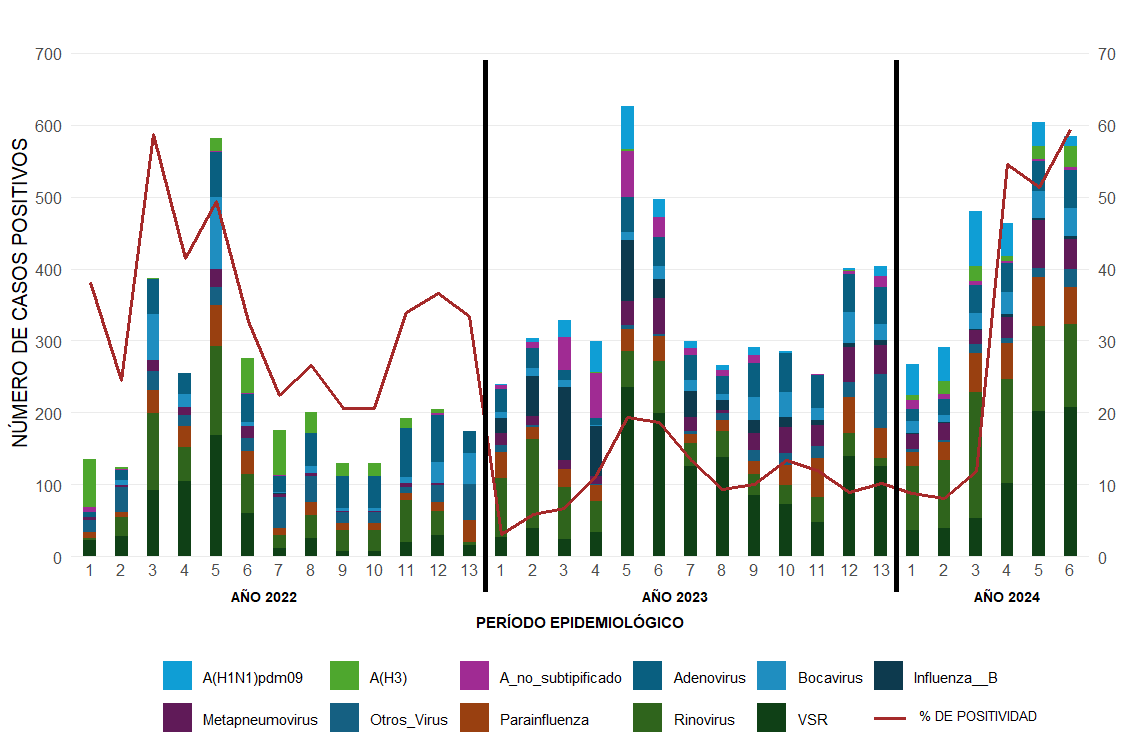 700 70
600 60
500 50
400 40
300 30
200 20
100 10
0 0
NÚMERO DE CASOS POSITIVOS
1 2 3 4 5 6 7 8 9 10 11 12 13 1 2 3 4 5 6 7 8 9 10 11 12 13 1 2 3 4 5 6
AÑO 2022 AÑO 2023 AÑO 2024
PERÍODO EPIDEMIOLÓGICO
A(H1N1)pdm09 A(H3) A_no_subtipificado Adenovirus Bocavirus Influenza__B
Metapneumovirus Otros_Virus Parainfluenza Rinovirus VSR % DE POSITIVIDAD